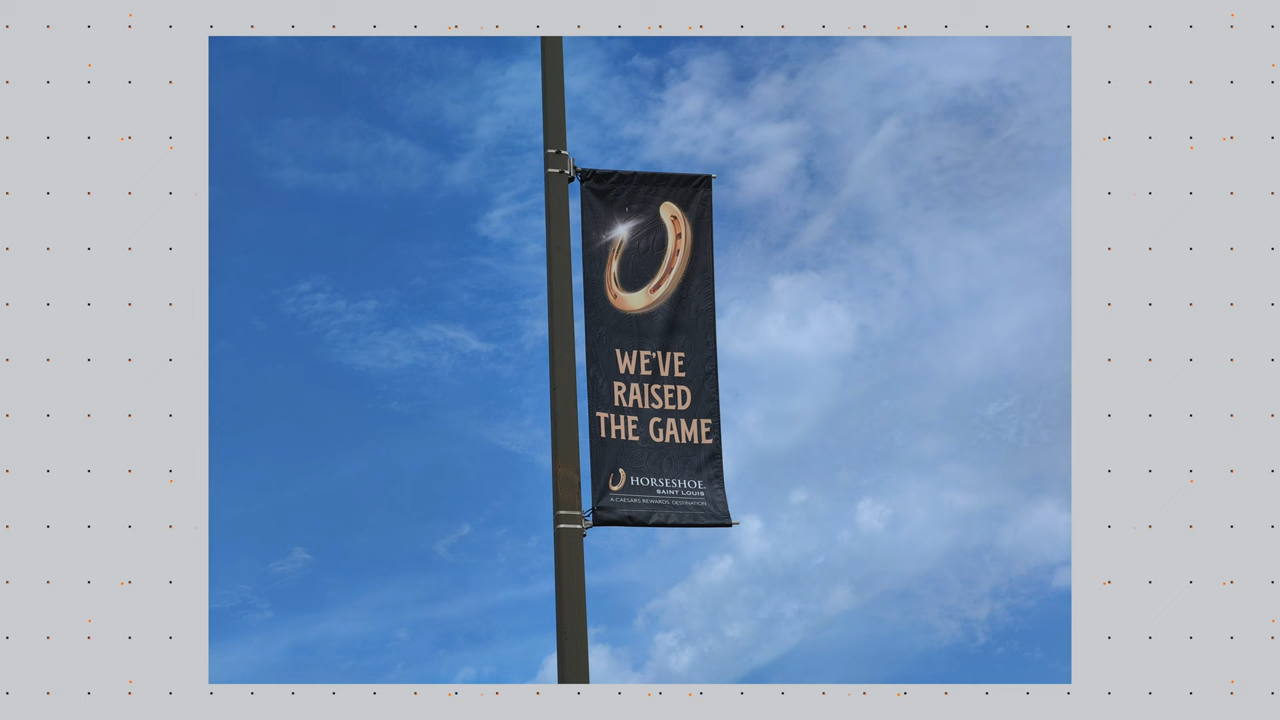 WE'VE
RAISED
THE GAME
HORSESHOE.
SAINT LOUIS
A CAESARS REWARDS DESTINATION